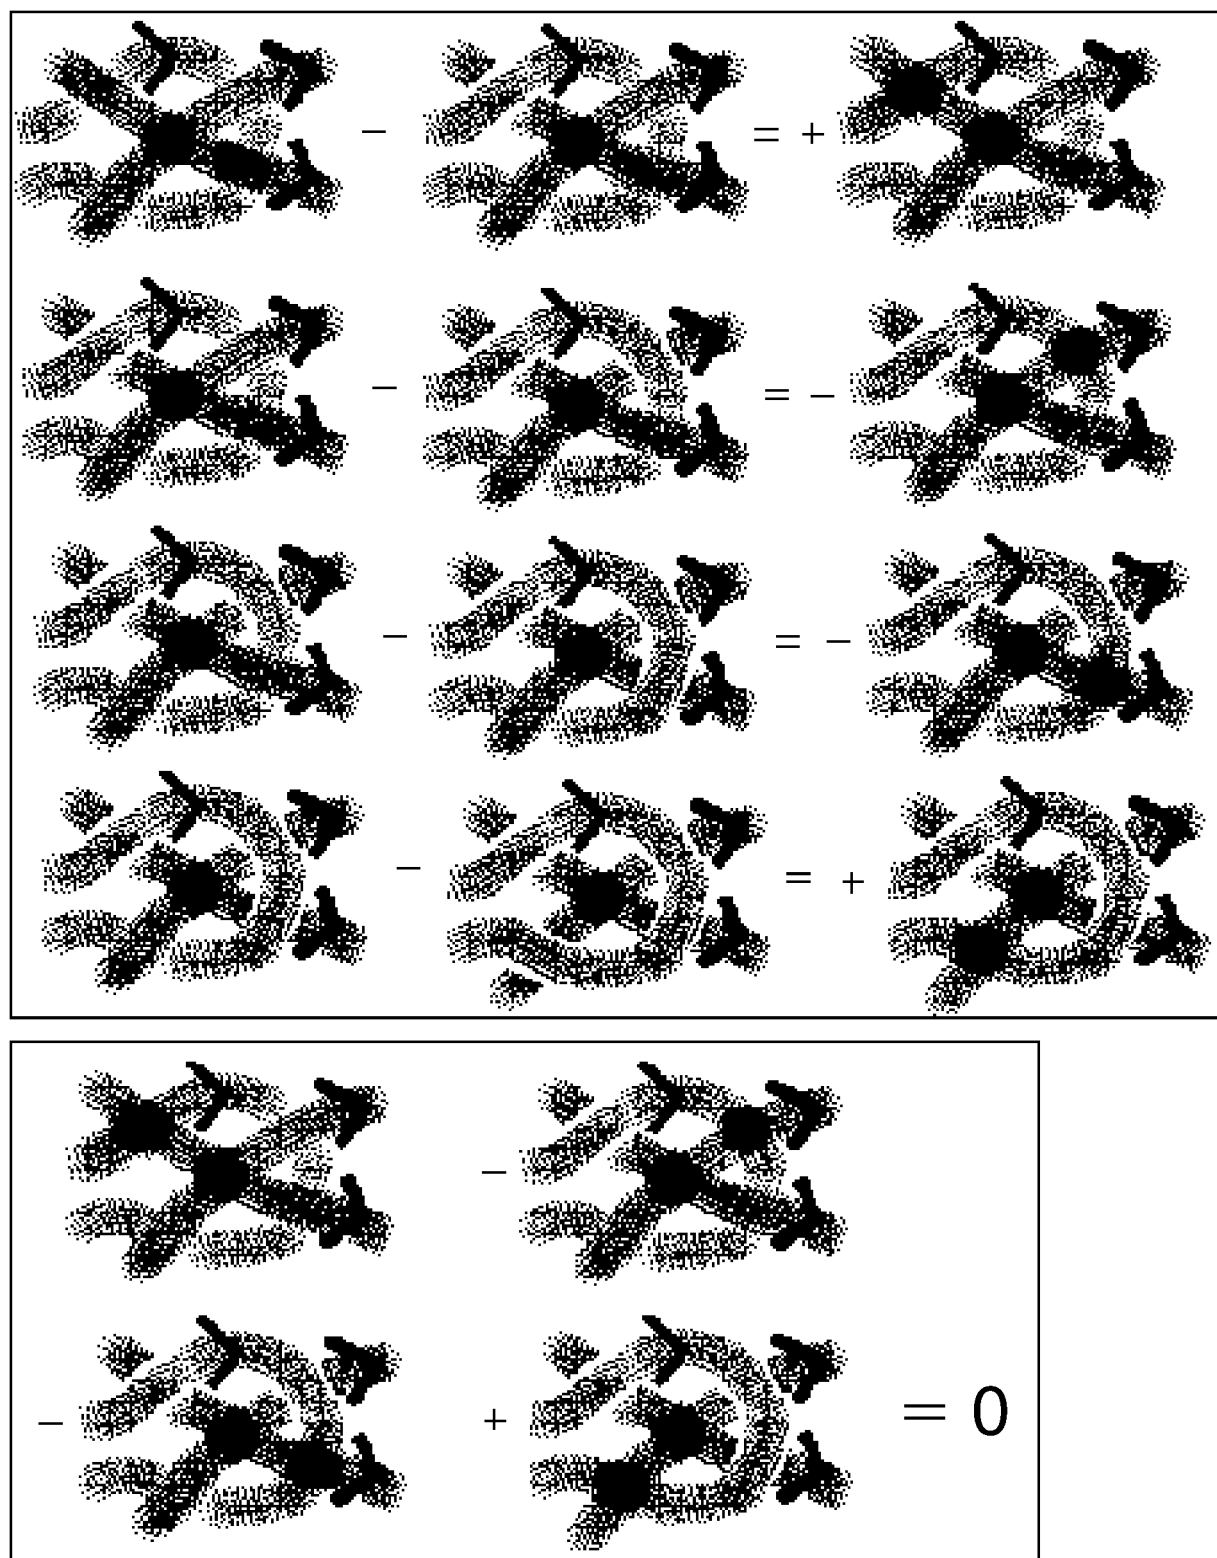 − = +
− = −
− = −
− = +
−
− + = 0